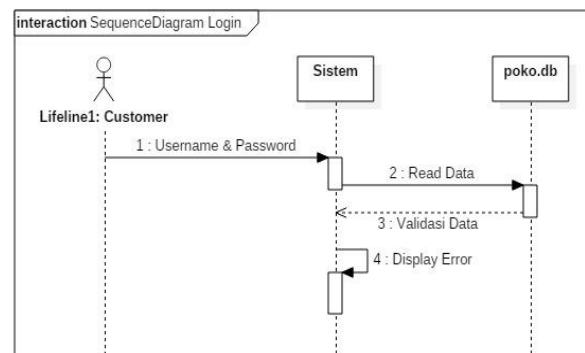 interaction SequenceDiagram Login
Sistem
poko.db
Lifeline1: Customer
1 : Username & Password
2 : Read Data
3 : Validasi Data
4 : Display Error